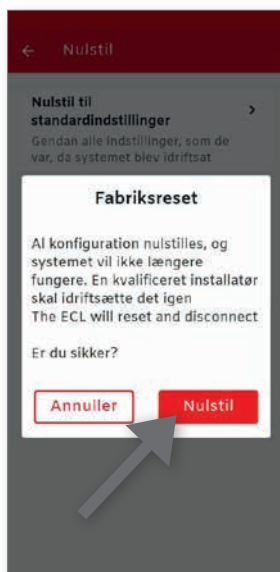 ← Nulstil
Nulstil til
standardindstillinger
Gendan alle indstillinger, som de
var, da systemet blev idriftsat
Fabriksreset
Al konfiguration nulstilles, og
systemet vil ikke længere
fungere. En kvalificeret installatør
skal idriftsætte det igen
The ECL will reset and disconnect
Er du sikker?
Annuller
Nulstil